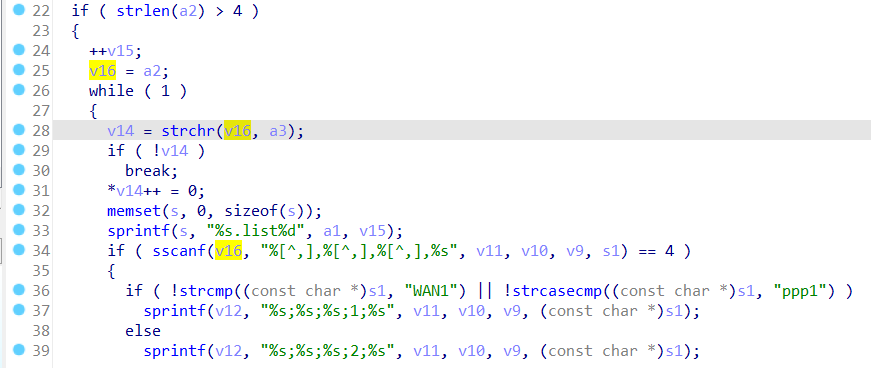 22 if ( strlen(a2) > 4 )
23 {
24 ++v15;
25 v16 = a2;
26 while ( 1 )
27 {
28 v14 = strchr(v16, a3);
29 if ( !v14 )
30 break;
31 *v14++ = 0;
32 memset(s, 0, sizeof(s));
33 sprintf(s, "%s.list%d", a1, v15);
34 if ( sscanf(v16, "%[^,],%[^,],%[^,],%s", v11, v10, v9, s1) == 4 )
35 {
36 if ( !strcmp((const char *)s1, "WAN1") || !strcasecmp((const char *)s1, "ppp1") )
37 sprintf(v12, "%s;%s;%s;1;%s", v11, v10, v9, (const char *)s1);
38 else
39 sprintf(v12, "%s;%s;%s;2;%s", v11, v10, v9, (const char *)s1);